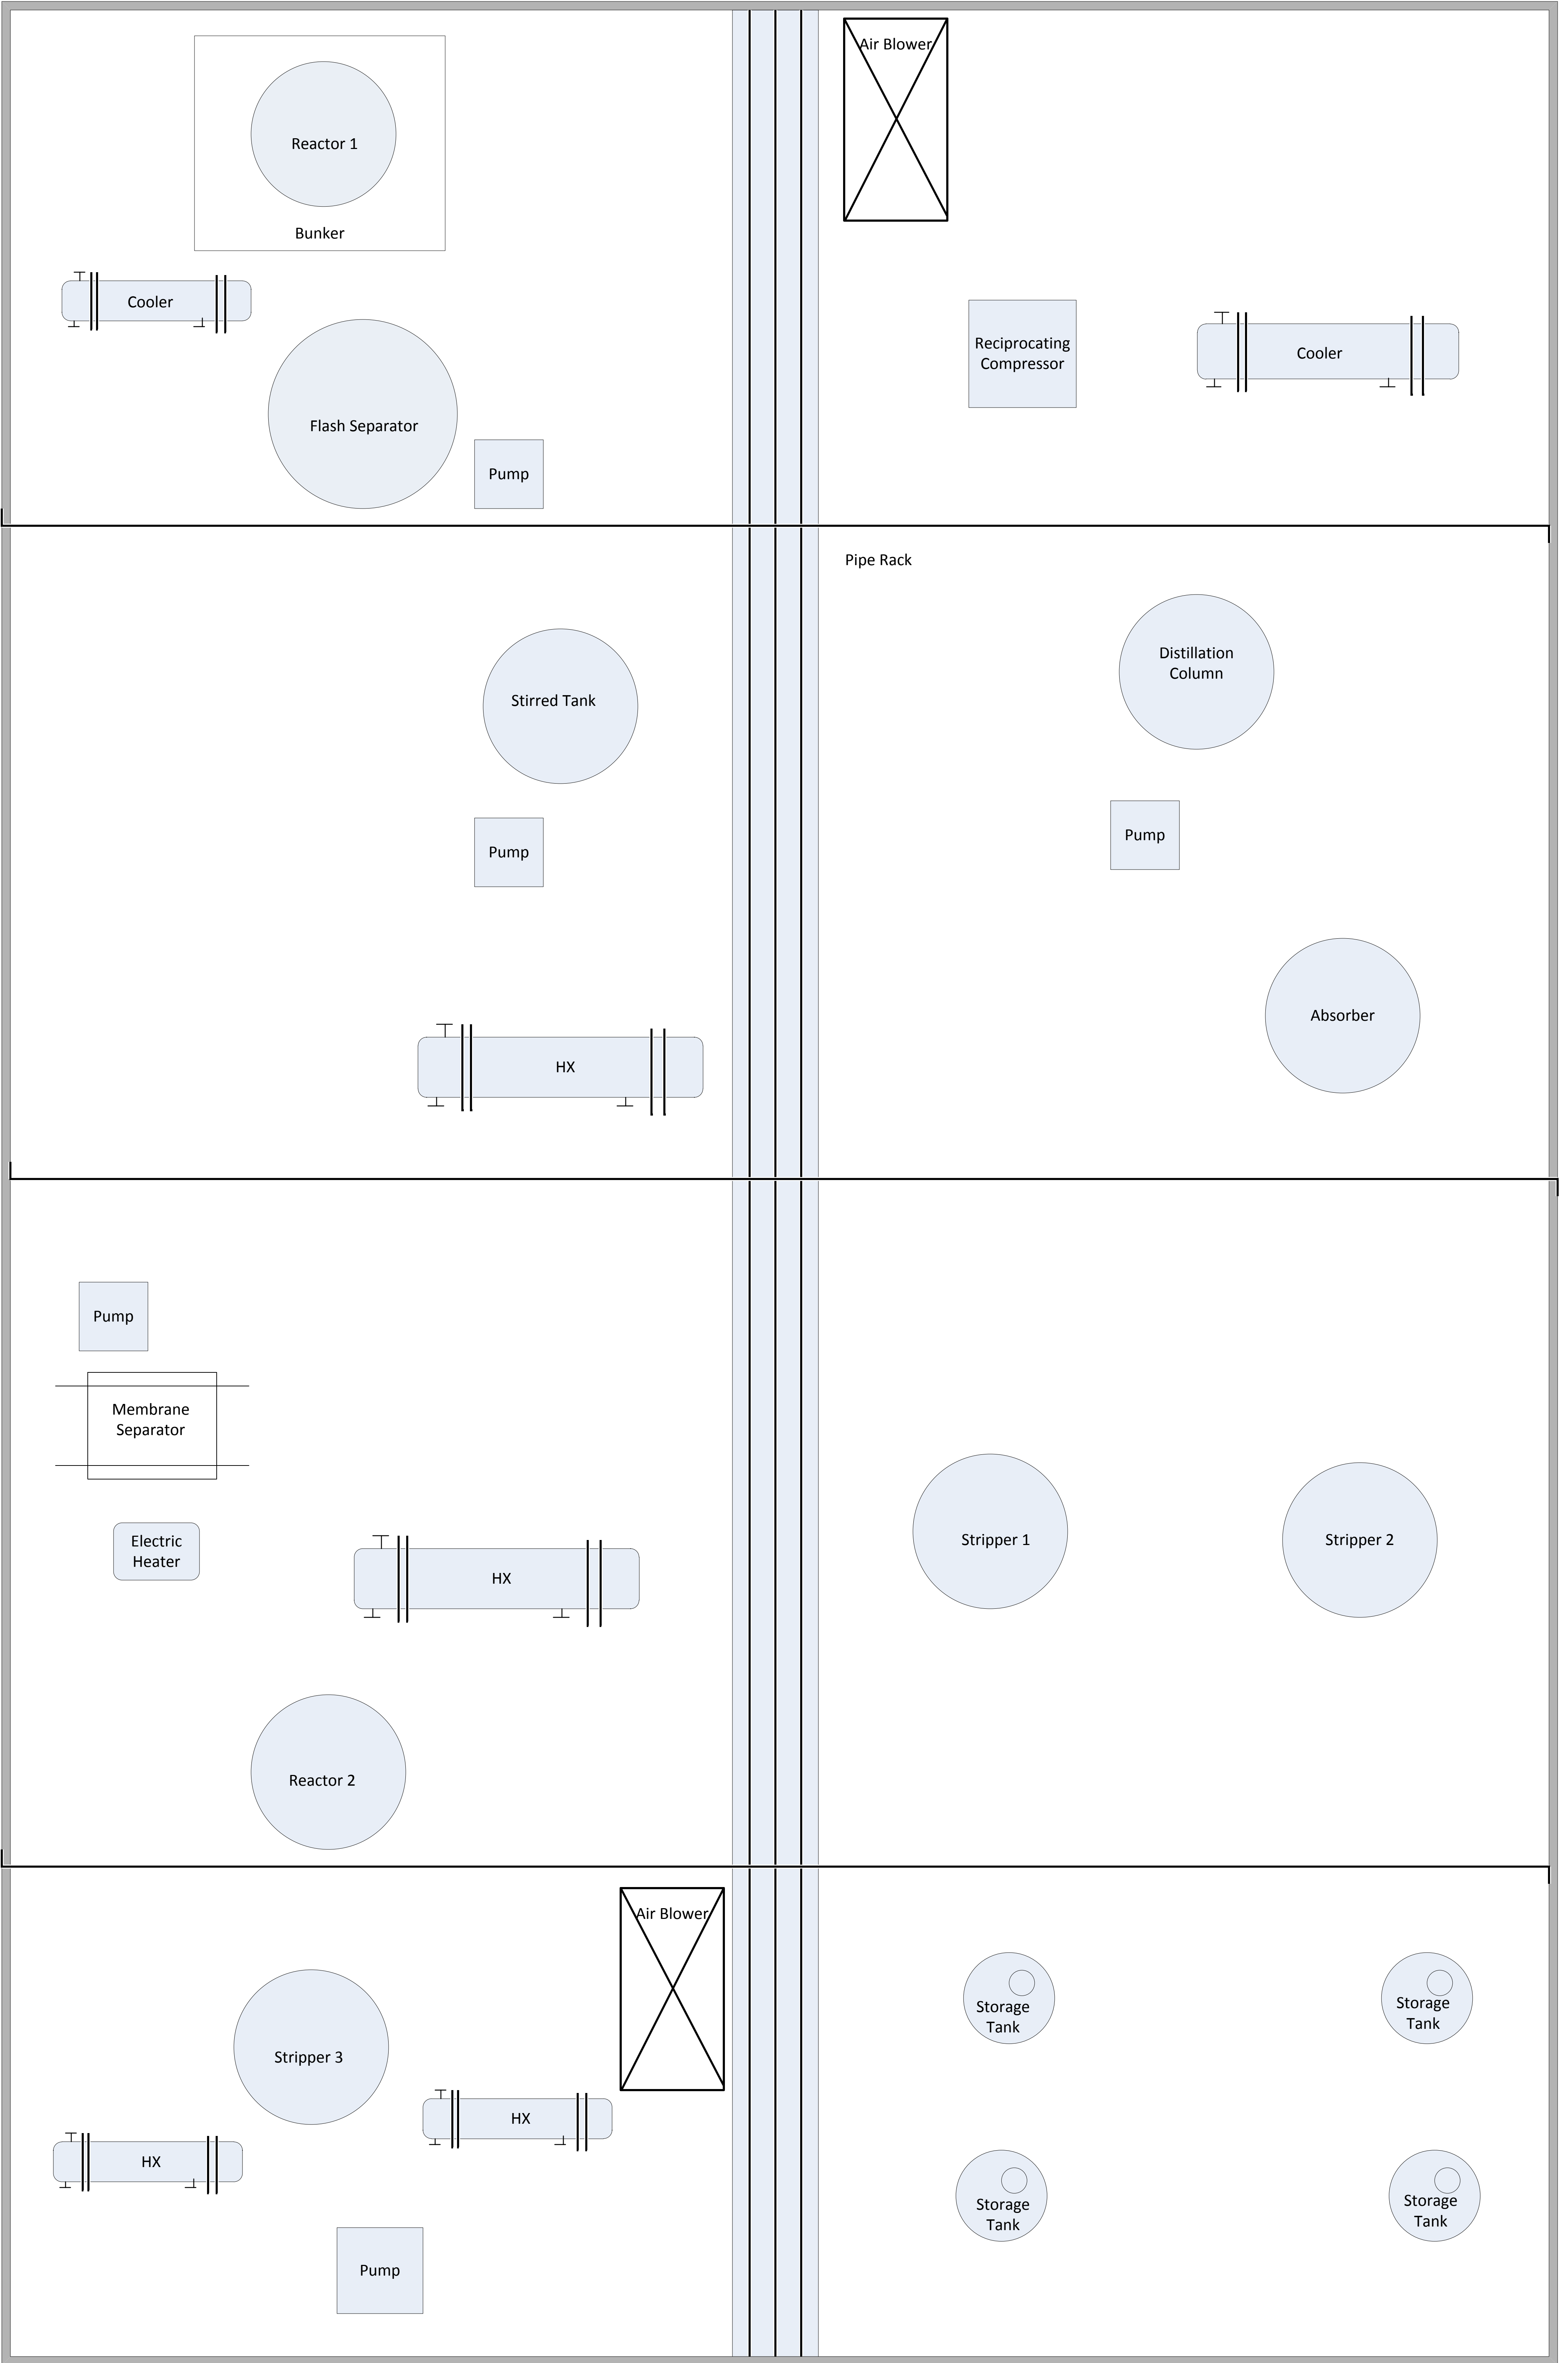 Air Blower
Reactor 1
Bunker
Cooler
Reciprocating
Compressor
Cooler
Flash Separator
Pump
Pipe Rack
Distillation
Column
Stirred Tank
Pump
Pump
Absorber
HX
Pump
Membrane
Separator
Electric
Heater
HX
Stripper 1
Stripper 2
Reactor 2
Air Blower
Storage
Tank
Storage
Tank
Stripper 3
HX
HX
Storage
Tank
Storage
Tank
Pump